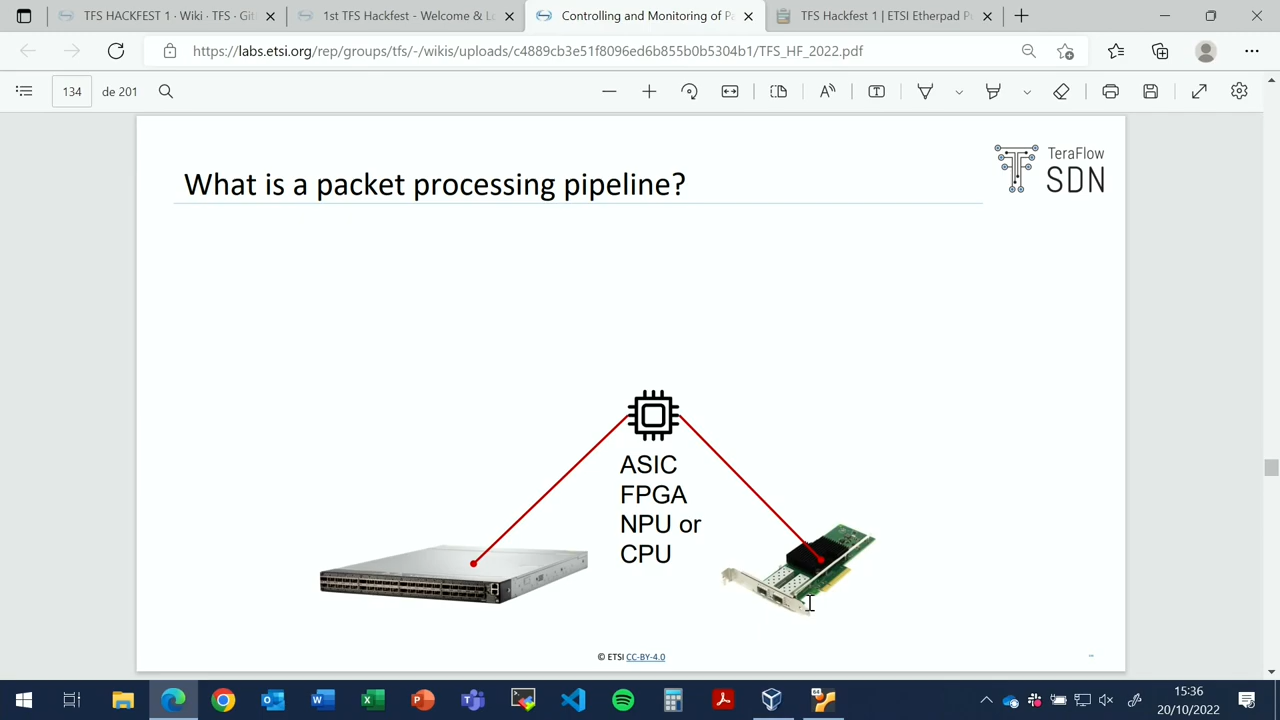 TFS HACKFEST 1 · Wiki · TFS · Git
1st TFS Hackfest - Welcome & Lo
Controlling and Monitoring of Pa
TFS Hackfest 1 | ETSI Etherpad P
https://labs.etsi.org/rep/groups/tfs/-/wikis/uploads/c4889cb3e51f8096ed6b855b0b5304b1/TFS_HF_2022.pdf
134 de 201
What is a packet processing pipeline?
TeraFlow
SDN
ASIC
FPGA
NPU or
CPU
© ETSI CC-BY-4.0
15:36
20/10/2022